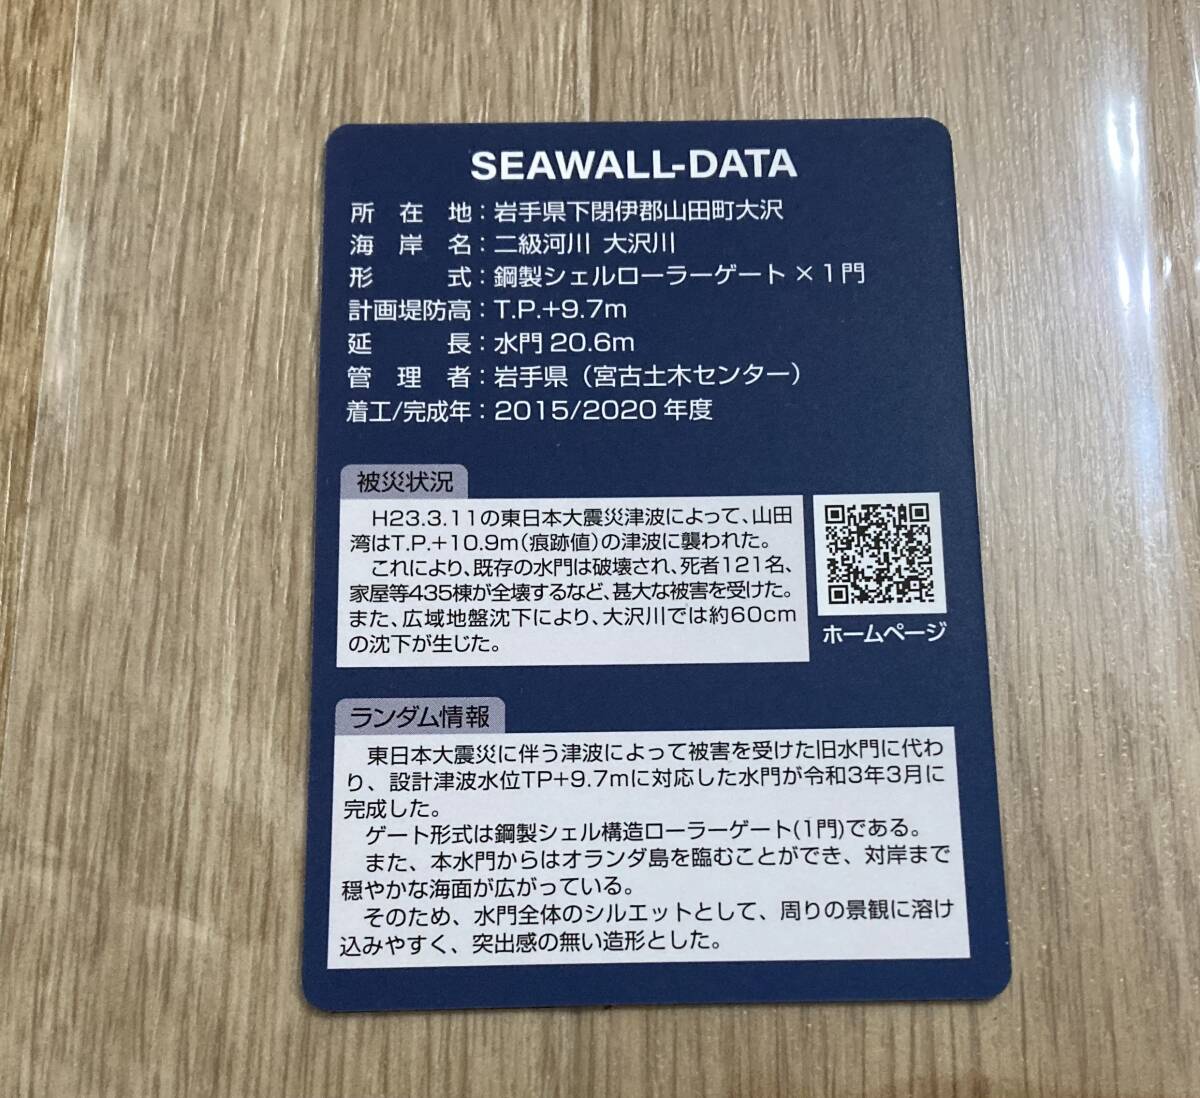 SEAWALL-DATA
所在地：岩手県下閉伊郡山田町大沢
海岸名：二級河川 大沢川
形式：鋼製シェルローラーゲート×1門
計画堤防高：T.P.+9.7m
延長：水門 20.6m
管理者：岩手県（宮古土木センター）
着工/完成年：2015/2020 年度
被災状況
H23.3.11の東日本大震災津波によって、山田
湾はT.P.+10.9m(痕跡値)の津波に襲われた。
これにより、既存の水門は破壊され、死者121名、
家屋等435棟が全壊するなど、甚大な被害を受けた。
また、広域地盤沈下により、大沢川では約60cm
の沈下が生じた。
ホームページ
ランダム情報
東日本大震災に伴う津波によって被害を受けた旧水門に代わ
り、設計津波水位TP+9.7mに対応した水門が令和3年3月に
完成した。
ゲート形式は鋼製シェル構造ローラーゲート(1門)である。
また、本水門からはオランダ島を臨むことができ、対岸まで
穏やかな海面が広がっている。
そのため、水門全体のシルエットとして、周りの景観に溶け
込みやすく、突出感の無い造形とした。